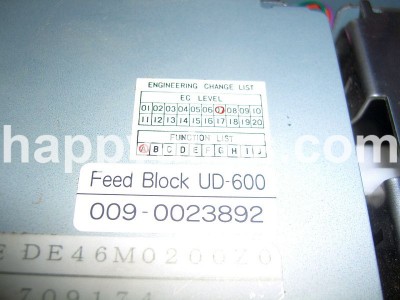 ENGINEERING CHANGE LIST
EC LEVEL
01 02 03 04 05 06 07 08 09 10
11 12 13 14 15 16 17 18 19 20
FUNCTION LIST
A B C D E F G H I J
Feed Block UD-600
009-0023892
DE46M0200Z0
709134